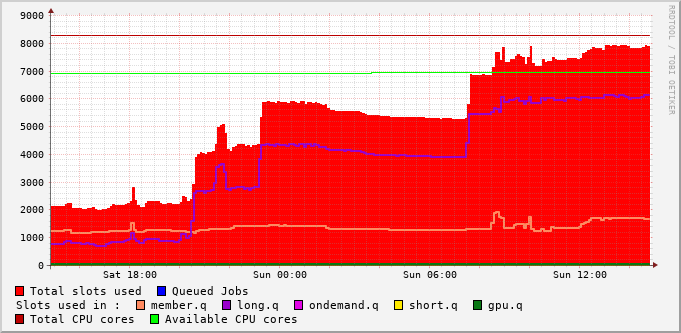 9000
8000
7000
6000
5000
4000
3000
2000
1000
0
Sat 18:00 Sun 00:00 Sun 06:00 Sun 12:00
RRDTOOL / TOBI OETIKER
Total slots used Queued Jobs
Slots used in : member.q long.q ondemand.q short.q gpu.q
Total CPU cores Available CPU cores